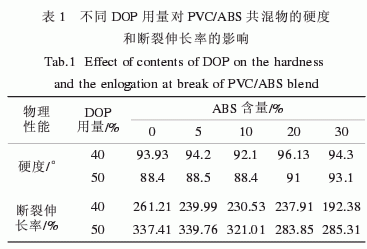 表 1 不同 DOP 用量对 PVC/ABS 共混物的硬度
和断裂伸长率的影响
Tab.1 Effect of contents of DOP on the hardness
and the enlogation at break of PVC/ABS blend
物理性能 DOP用量/% ABS 含量/%
0 5 10 20 30
硬度/° 40 93.93 94.2 92.1 96.13 94.3
50 88.4 88.5 88.4 91 93.1
断裂伸长率/% 40 261.21 239.99 230.53 237.91 192.38
50 337.41 339.76 321.01 283.85 285.31